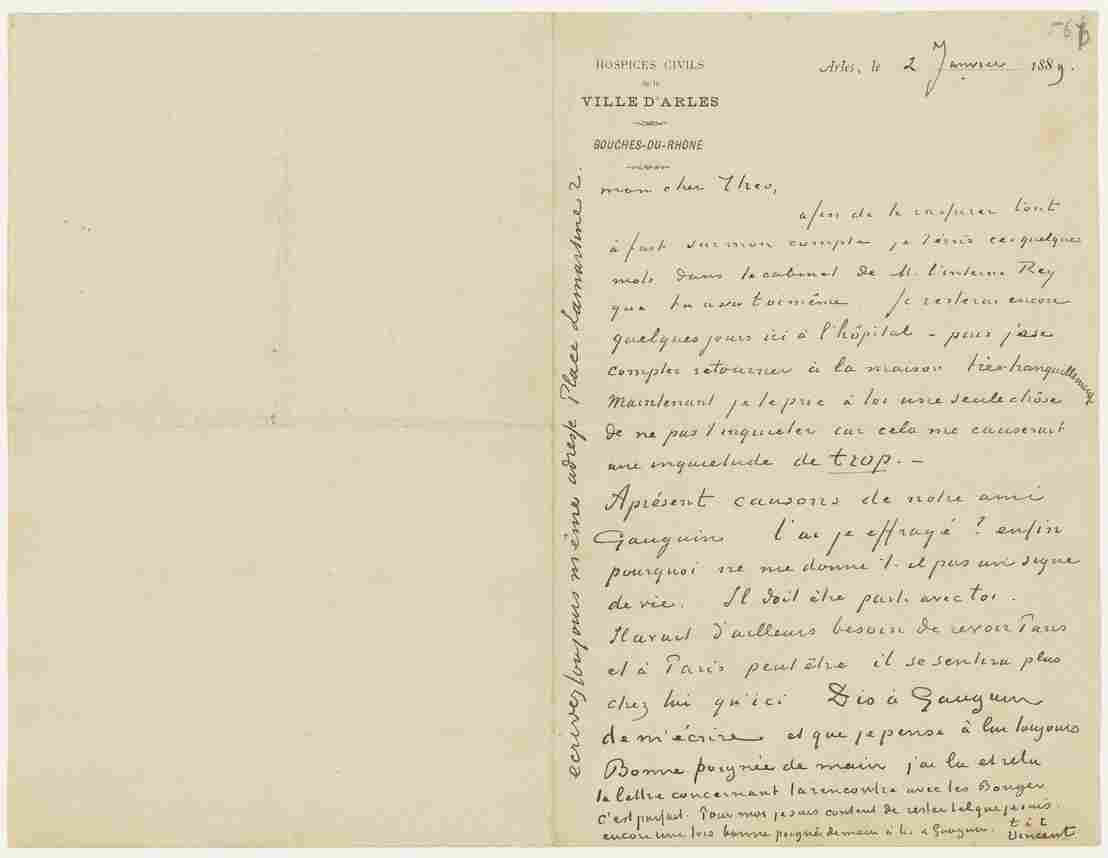 HOSPICES CIVILS
de la
VILLE D'ARLES
BOUCHES-DU-RHÔNE
Arles, le 2 Janvier 1889.
mon cher Theo,
afin de te rassurer tout
à fait sur mon compte je t'écris ces quelques
mots dans le cabinet de M. l'interne Rey
que tu as vu toi même. Je resterai encore
quelques jours ici à l'hôpital – puis j'ose
compter retourner à la maison très tranquillement
Maintenant je te prie à toi une seule chôse
de ne pas t'inquieter car cela me causerait
une inquietude de trop. –
Aprésent causons de notre ami
Gauguin l'ai je effrayé? enfin
pourquoi ne me donne t-il pas un signe
de vie. Il doit être parti avec toi.
Il avait d'ailleurs besoin de revoir Paris
et à Paris peut être il se sentira plus
chez lui qu'ici Dis à Gauguin
de m'écrire et que je pense à lui toujours
Bonne poignée de main j'ai lu et relu
ta lettre concernant la rencontre avec les Bonger
C'est parfait. Pour moi je suis content de rester tel que je suis.
encore une fois bonne poignée de main à toi & Gauguin.
t à t
Vincent
ecrivez toujours même adresse Place Lamartine 2.